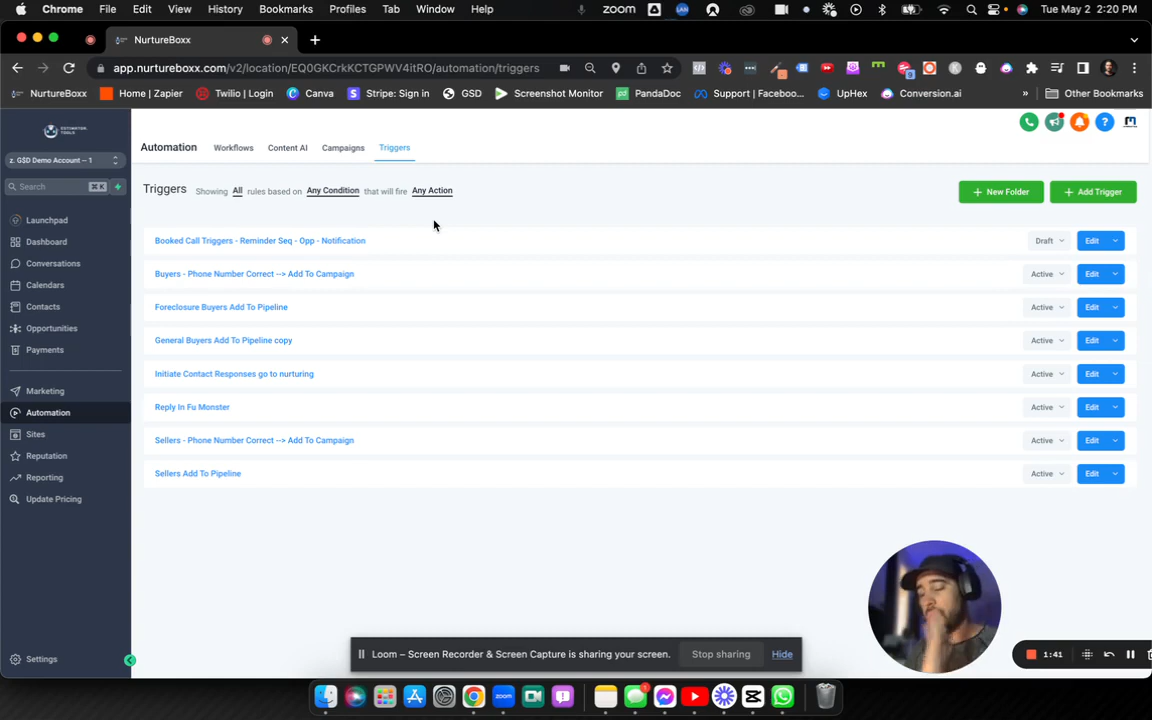 Chrome File Edit View History Bookmarks Profiles Tab Window Help zoom Tue May 2 2:20 PM
NurtureBoxx
app.nurtureboxx.com/v2/location/EQ0GKCrkKCTGPWV4itRO/automation/triggers
NurtureBoxx Home | Zapier Twilio | Login Canva Stripe: Sign in GSD Screenshot Monitor PandaDoc Support | Faceboo... UpHex Conversion.ai » Other Bookmarks
ESTIMATOR.
TOOLS
z. GSD Demo Account -- 1
Search ⌘ K
Launchpad
Dashboard
Conversations
Calendars
Contacts
Opportunities
Payments
Marketing
Automation
Sites
Reputation
Reporting
Update Pricing
Settings
Automation Workflows Content AI Campaigns Triggers
Triggers Showing All rules based on Any Condition that will fire Any Action
+ New Folder + Add Trigger
Booked Call Triggers - Reminder Seq - Opp - Notification Draft Edit
Buyers - Phone Number Correct --> Add To Campaign Active Edit
Foreclosure Buyers Add To Pipeline Active Edit
General Buyers Add To Pipeline copy Active Edit
Initiate Contact Responses go to nurturing Active Edit
Reply In Fu Monster Active Edit
Sellers - Phone Number Correct --> Add To Campaign Active Edit
Sellers Add To Pipeline Active Edit
Loom – Screen Recorder & Screen Capture is sharing your screen. Stop sharing Hide
1:41
zoom